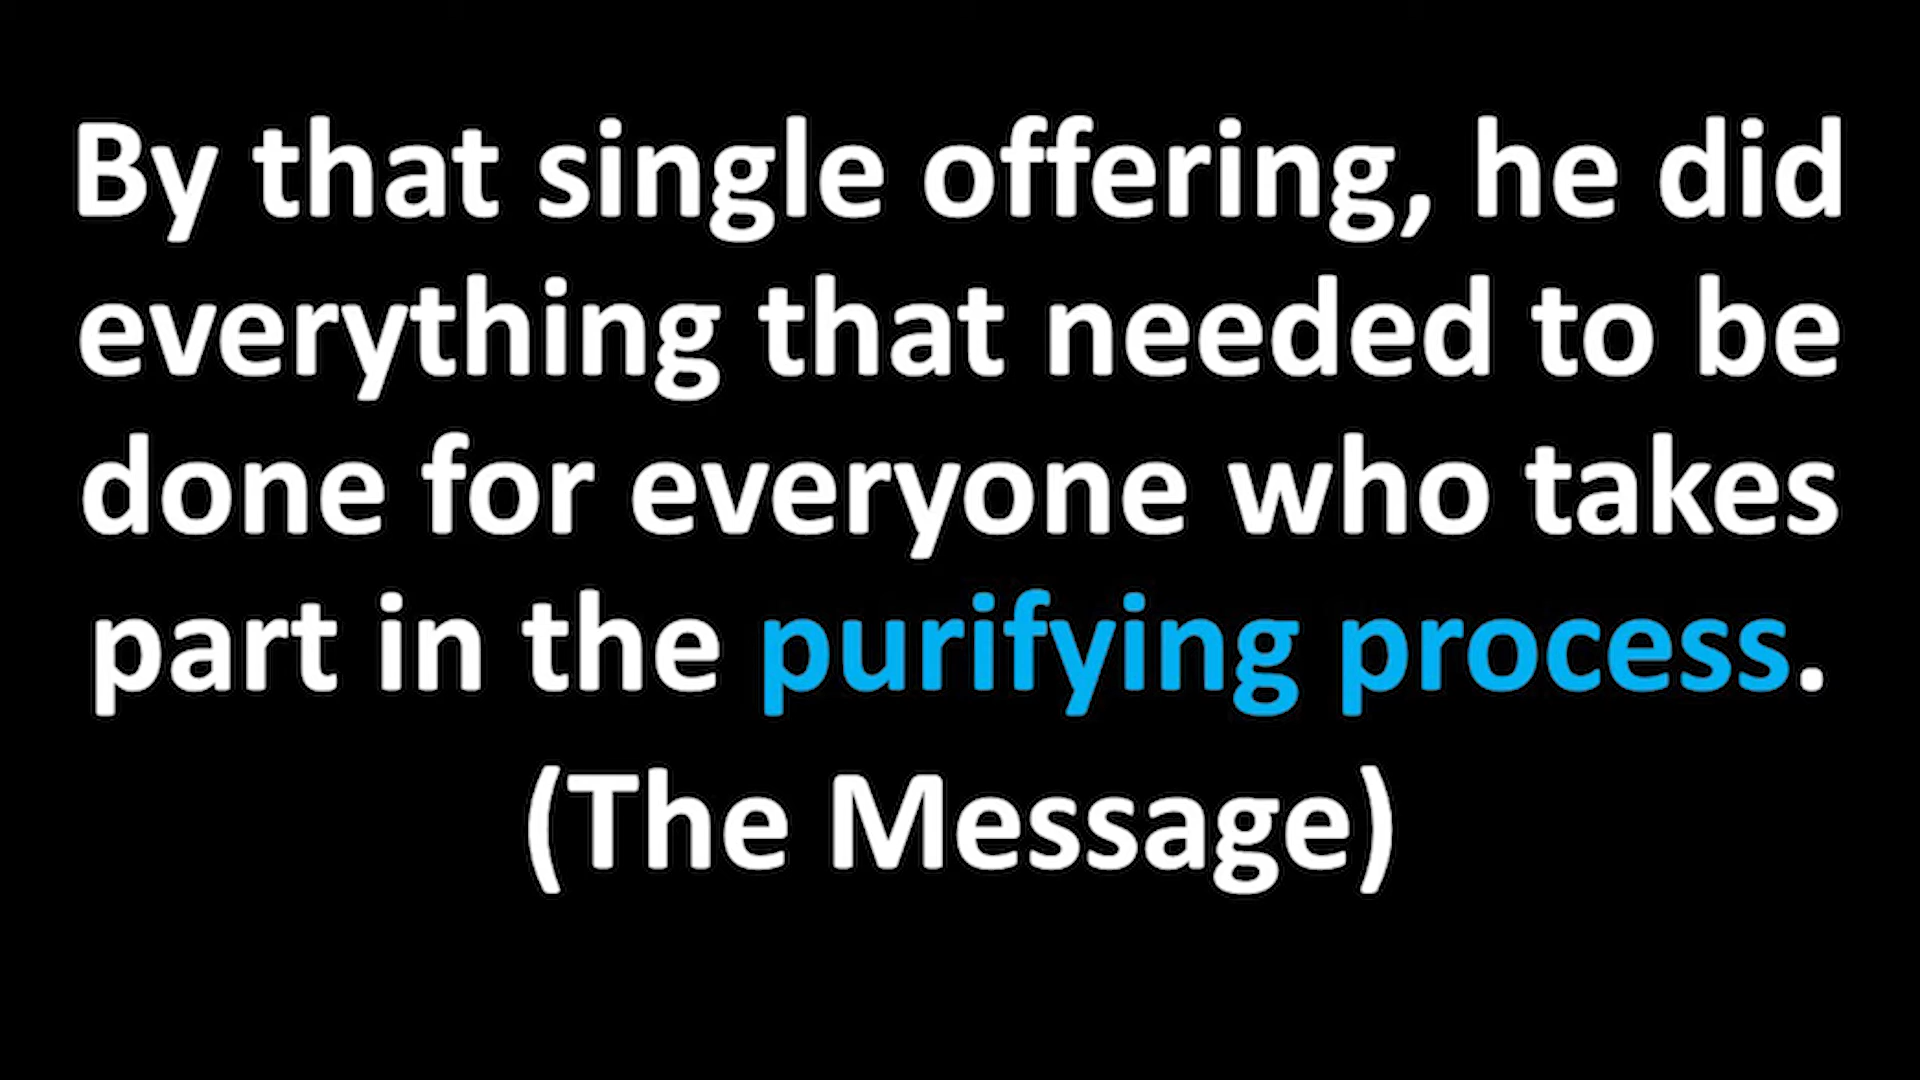 By that single offering, he did
everything that needed to be
done for everyone who takes
part in the purifying process.
(The Message)